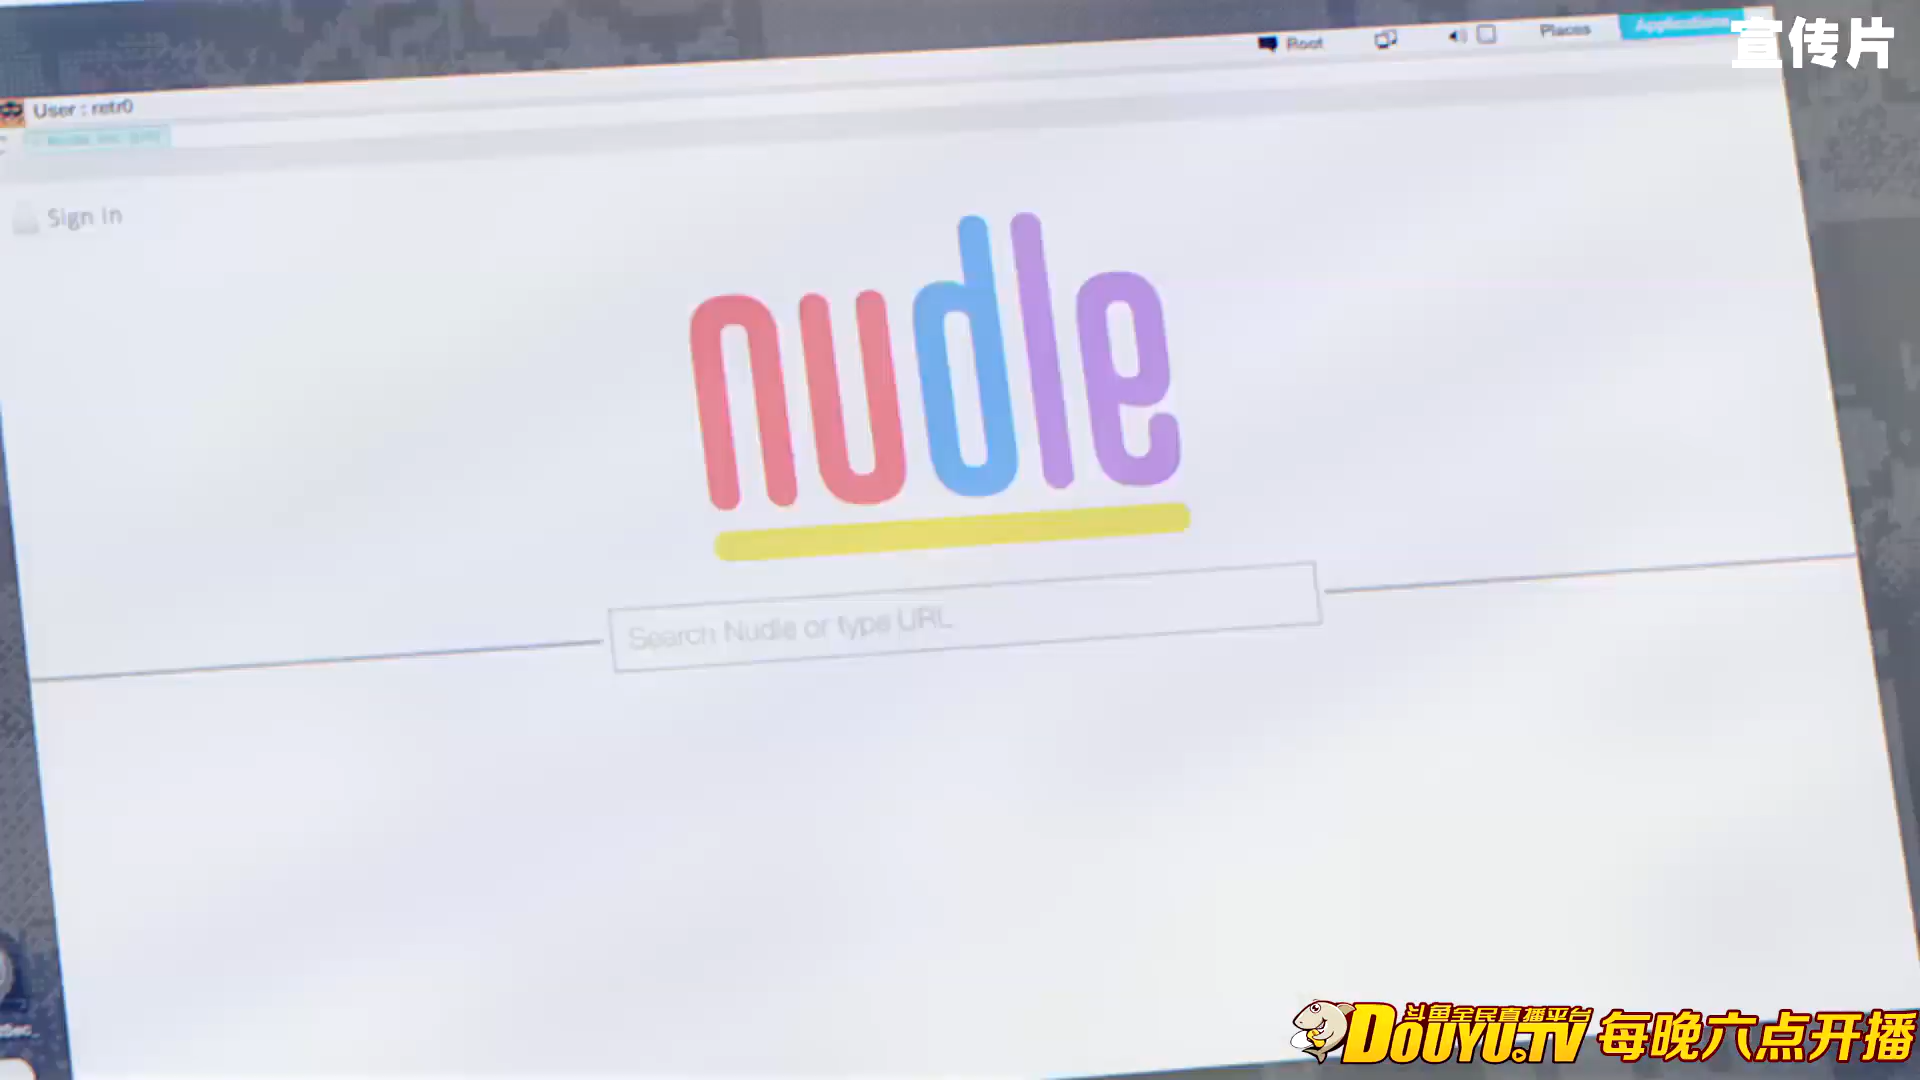 宣传片
Root
Places
Applications
User : retr0
Sign in
nudle
Search Nudle or type URL
斗鱼全民直播平台
DOUYU.TV
每晚六点开播